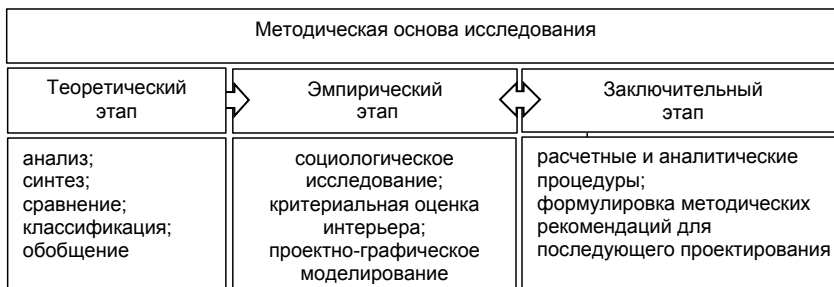 Методическая основа исследования
Теоретический
этап
Эмпирический
этап
Заключительный
этап
анализ;
синтез;
сравнение;
классификация;
обобщение
социологическое
исследование;
критериальная оценка
интерьера;
проектно-графическое
моделирование
расчетные и аналитические
процедуры;
формулировка методических
рекомендаций для
последующего проектирования